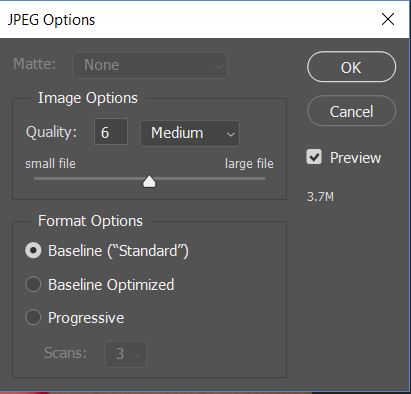 JPEG Options
Matte: None
OK
Image Options
Cancel
Quality: 6 Medium
Preview
small file large file
3.7M
Format Options
Baseline (“Standard”)
Baseline Optimized
Progressive
Scans: 3